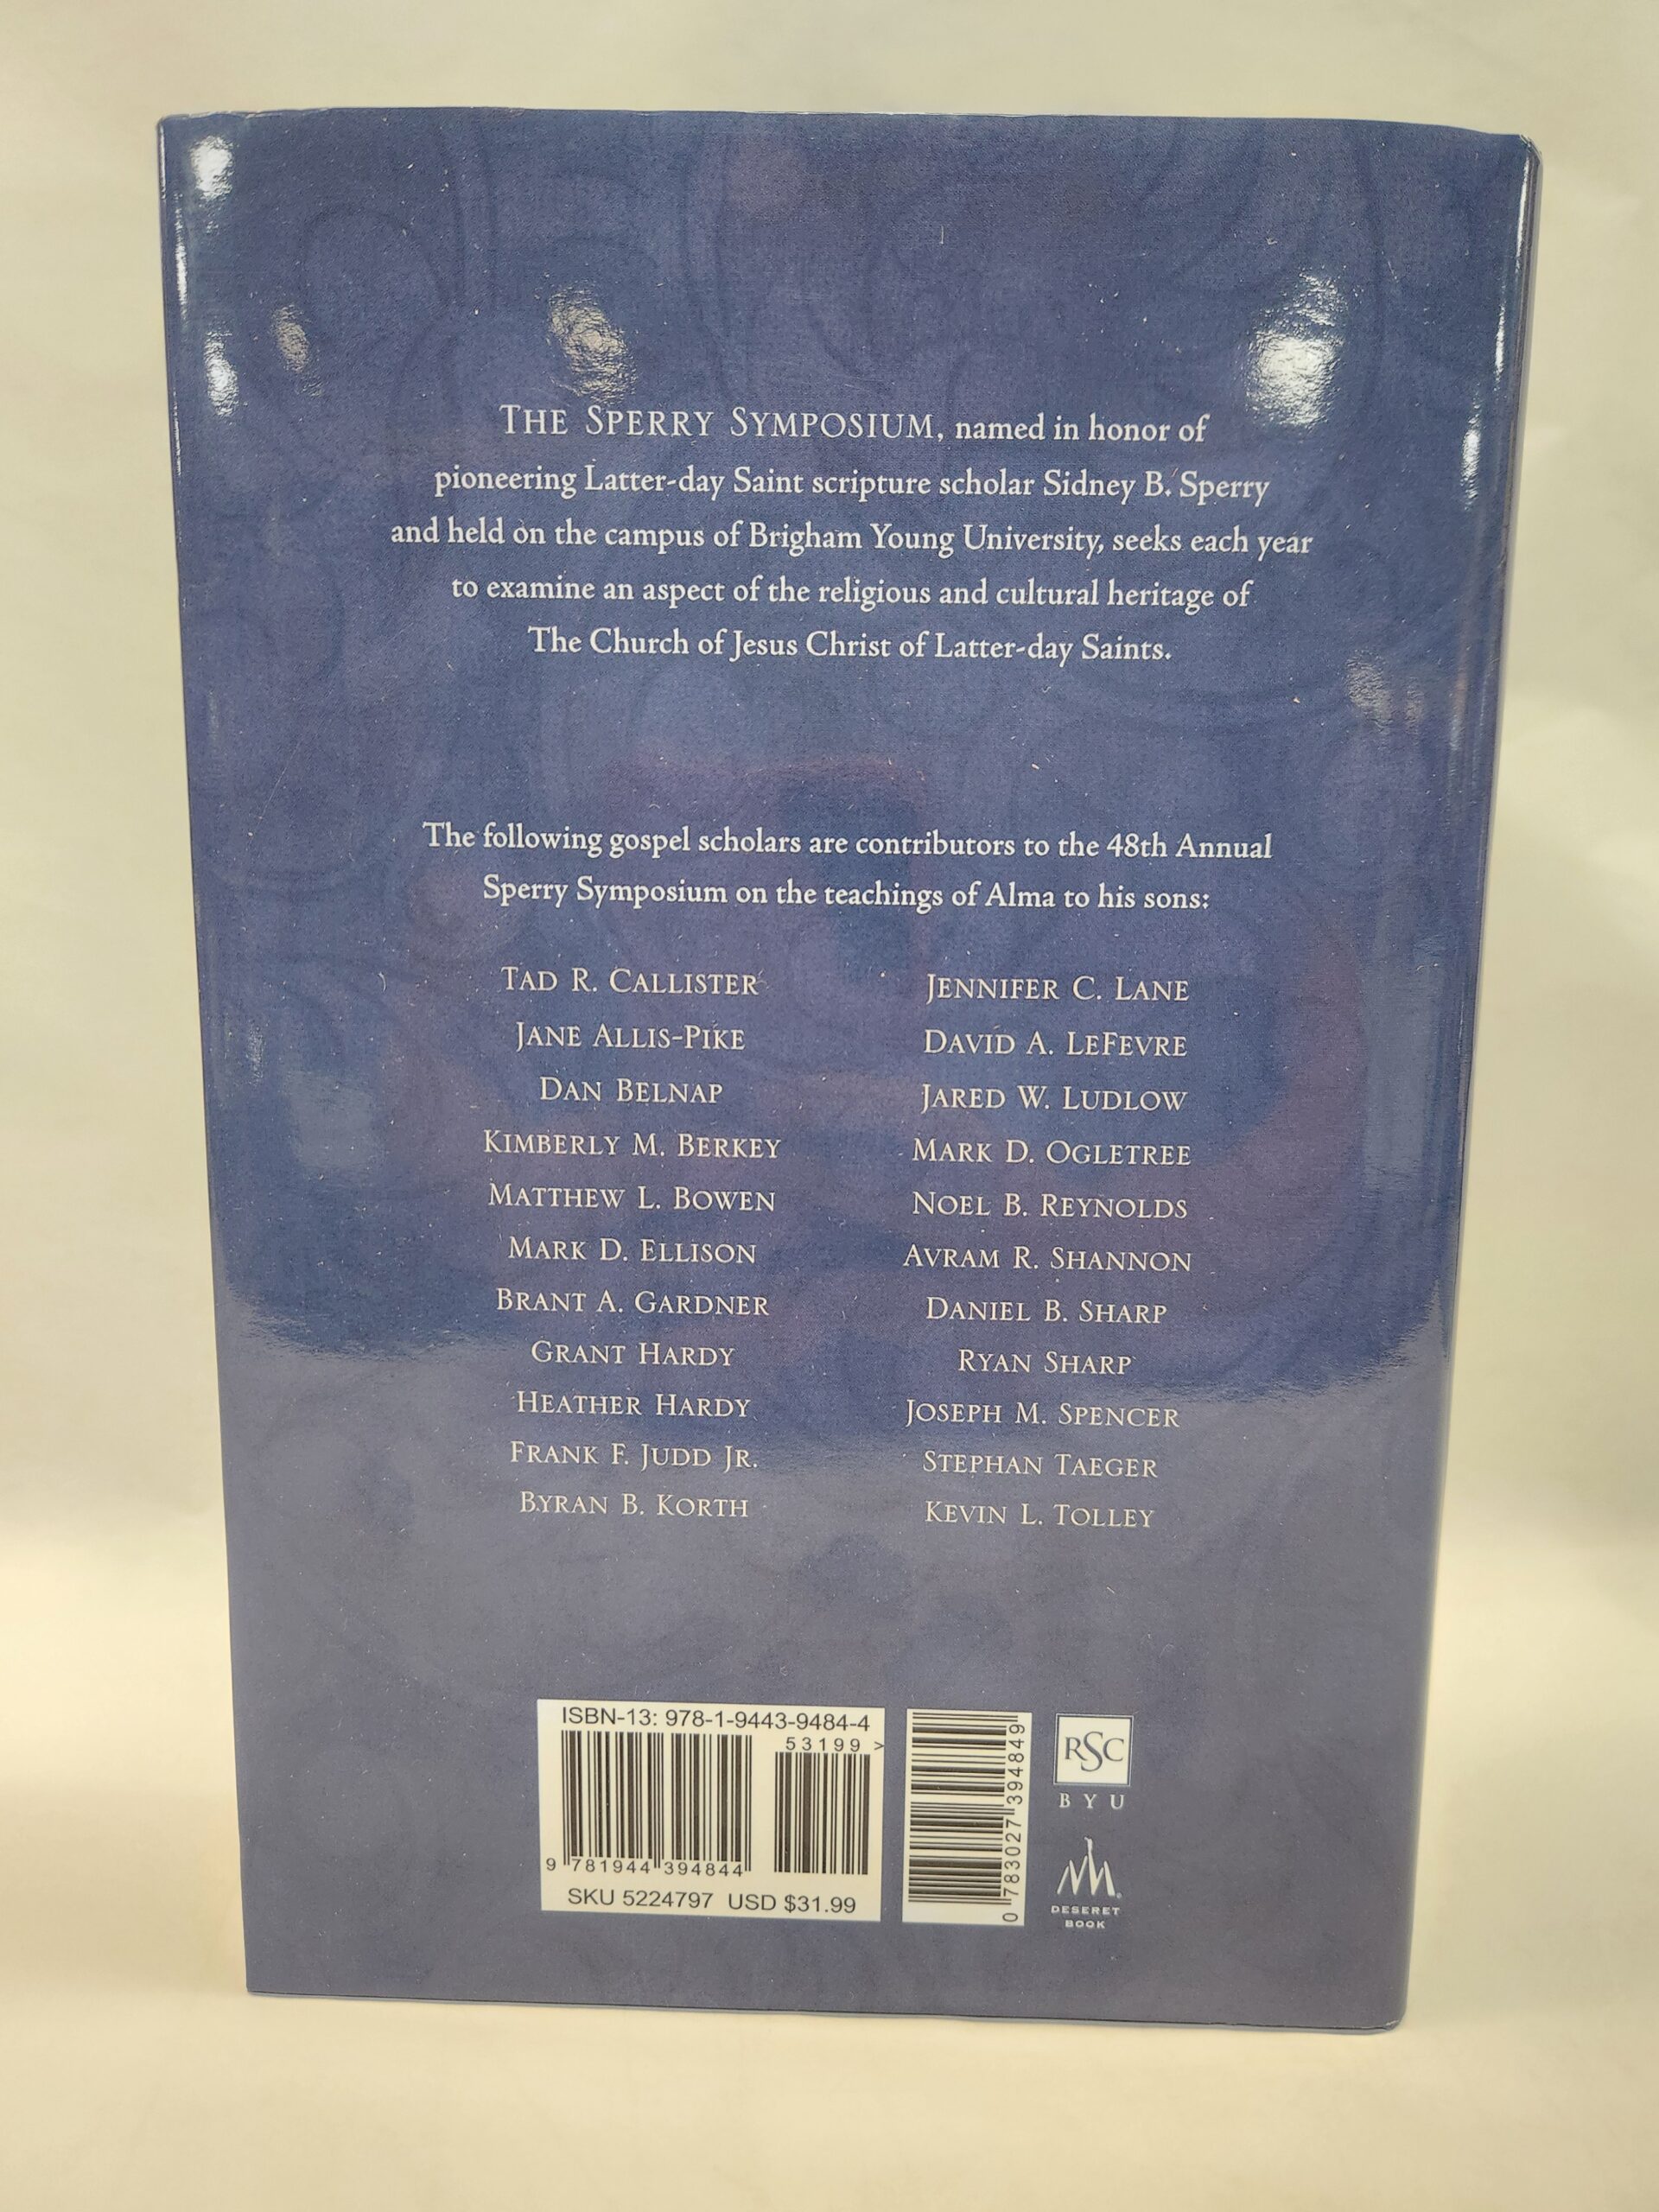 THE SPERRY SYMPOSIUM, named in honor of
pioneering Latter-day Saint scripture scholar Sidney B. Sperry
and held on the campus of Brigham Young University, seeks each year
to examine an aspect of the religious and cultural heritage of
The Church of Jesus Christ of Latter-day Saints.
The following gospel scholars are contributors to the 48th Annual
Sperry Symposium on the teachings of Alma to his sons:
TAD R. CALLISTER
JANE ALLIS-PIKE
DAN BELNAP
KIMBERLY M. BERKEY
MATTHEW L. BOWEN
MARK D. ELLISON
BRANT A. GARDNER
GRANT HARDY
HEATHER HARDY
FRANK F. JUDD JR.
BYRAN B. KORTH
JENNIFER C. LANE
DAVID A. LEFEVRE
JARED W. LUDLOW
MARK D. OGLETREE
NOEL B. REYNOLDS
AVRAM R. SHANNON
DANIEL B. SHARP
RYAN SHARP
JOSEPH M. SPENCER
STEPHAN TAEGER
KEVIN L. TOLLEY
ISBN-13: 978-1-9443-9484-4
53199 >
9 781944 394844
SKU 5224797 USD $31.99
0 783027 394849
RSC
BYU
DESERET
BOOK